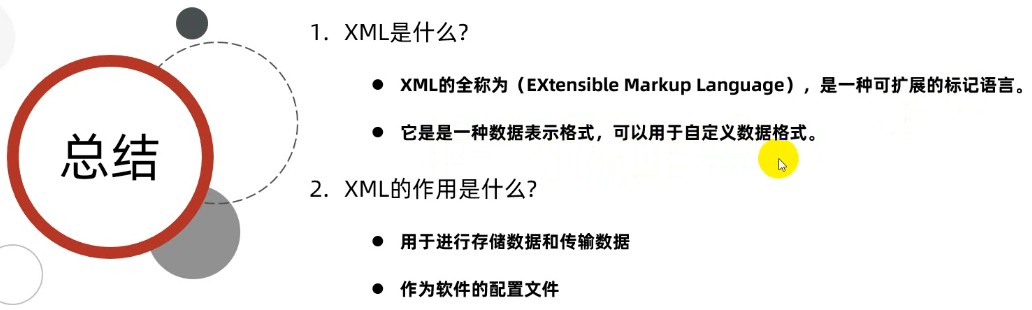 总结
1. XML是什么？
● XML的全称为（EXtensible Markup Language），是一种可扩展的标记语言。
● 它是是一种数据表示格式，可以用于自定义数据格式。
2. XML的作用是什么？
● 用于进行存储数据和传输数据
● 作为软件的配置文件